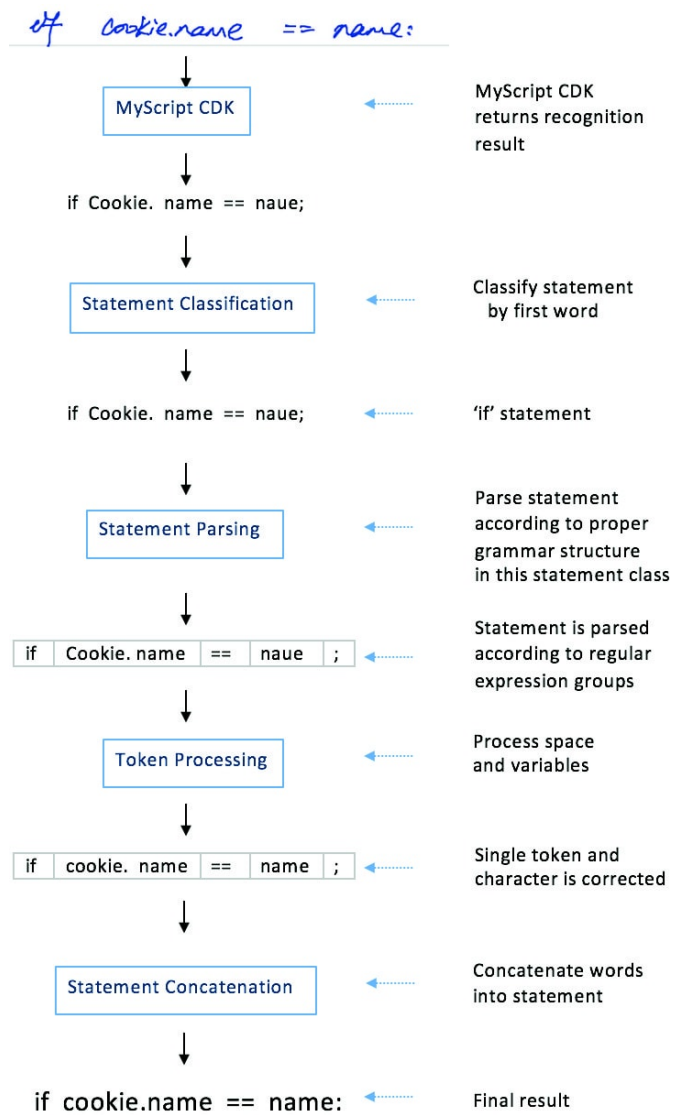 if cookie.name == name:
MyScript CDK
MyScript CDK
returns recognition
result
if Cookie. name == naue;
Statement Classification
Classify statement
by first word
if Cookie. name == naue;
‘if’ statement
Statement Parsing
Parse statement
according to proper
grammar structure
in this statement class
if Cookie. name == naue ;
Statement is parsed
according to regular
expression groups
Token Processing
Process space
and variables
if cookie. name == name ;
Single token and
character is corrected
Statement Concatenation
Concatenate words
into statement
if cookie.name == name:
Final result